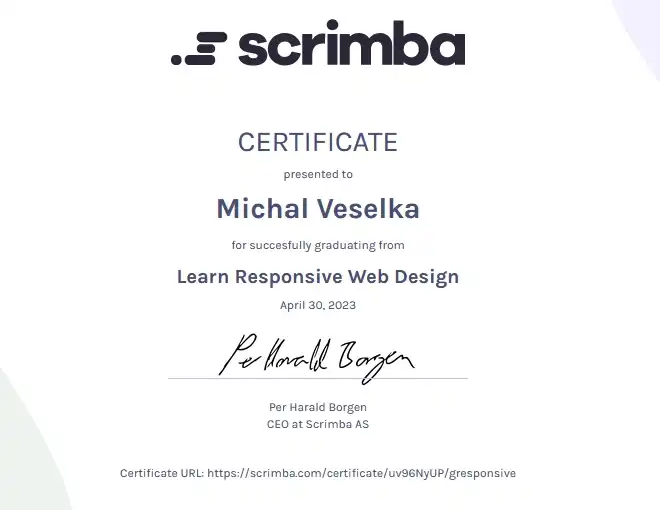 scrimba
CERTIFICATE
presented to
Michal Veselka
for succesfully graduating from
Learn Responsive Web Design
April 30, 2023
Per Harald Borgen
Per Harald Borgen
CEO at Scrimba AS
Certificate URL: https://scrimba.com/certificate/uv96NyUP/gresponsive